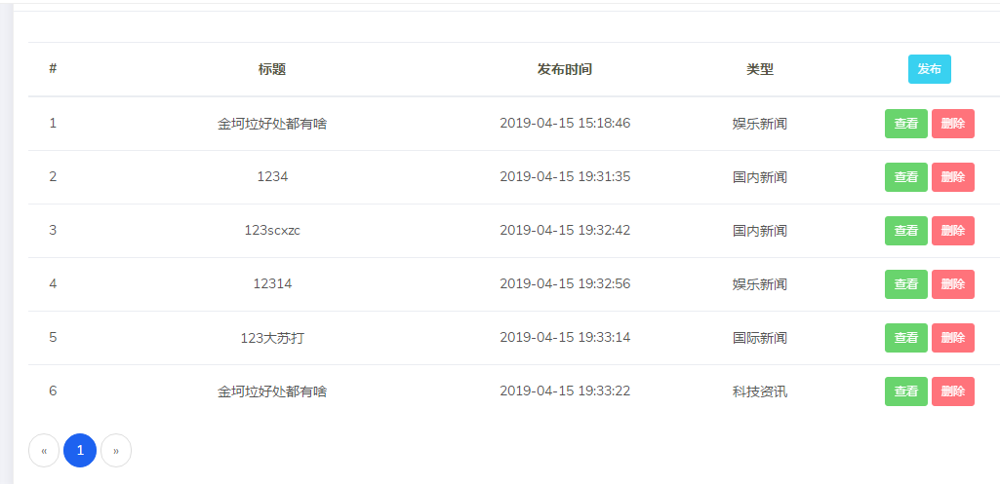 # 标题 发布时间 类型 发布
1 金坷垃好处都有啥 2019-04-15 15:18:46 娱乐新闻 查看 删除
2 1234 2019-04-15 19:31:35 国内新闻 查看 删除
3 123scxzc 2019-04-15 19:32:42 国内新闻 查看 删除
4 12314 2019-04-15 19:32:56 娱乐新闻 查看 删除
5 123大苏打 2019-04-15 19:33:14 国际新闻 查看 删除
6 金坷垃好处都有啥 2019-04-15 19:33:22 科技资讯 查看 删除
« 1 »